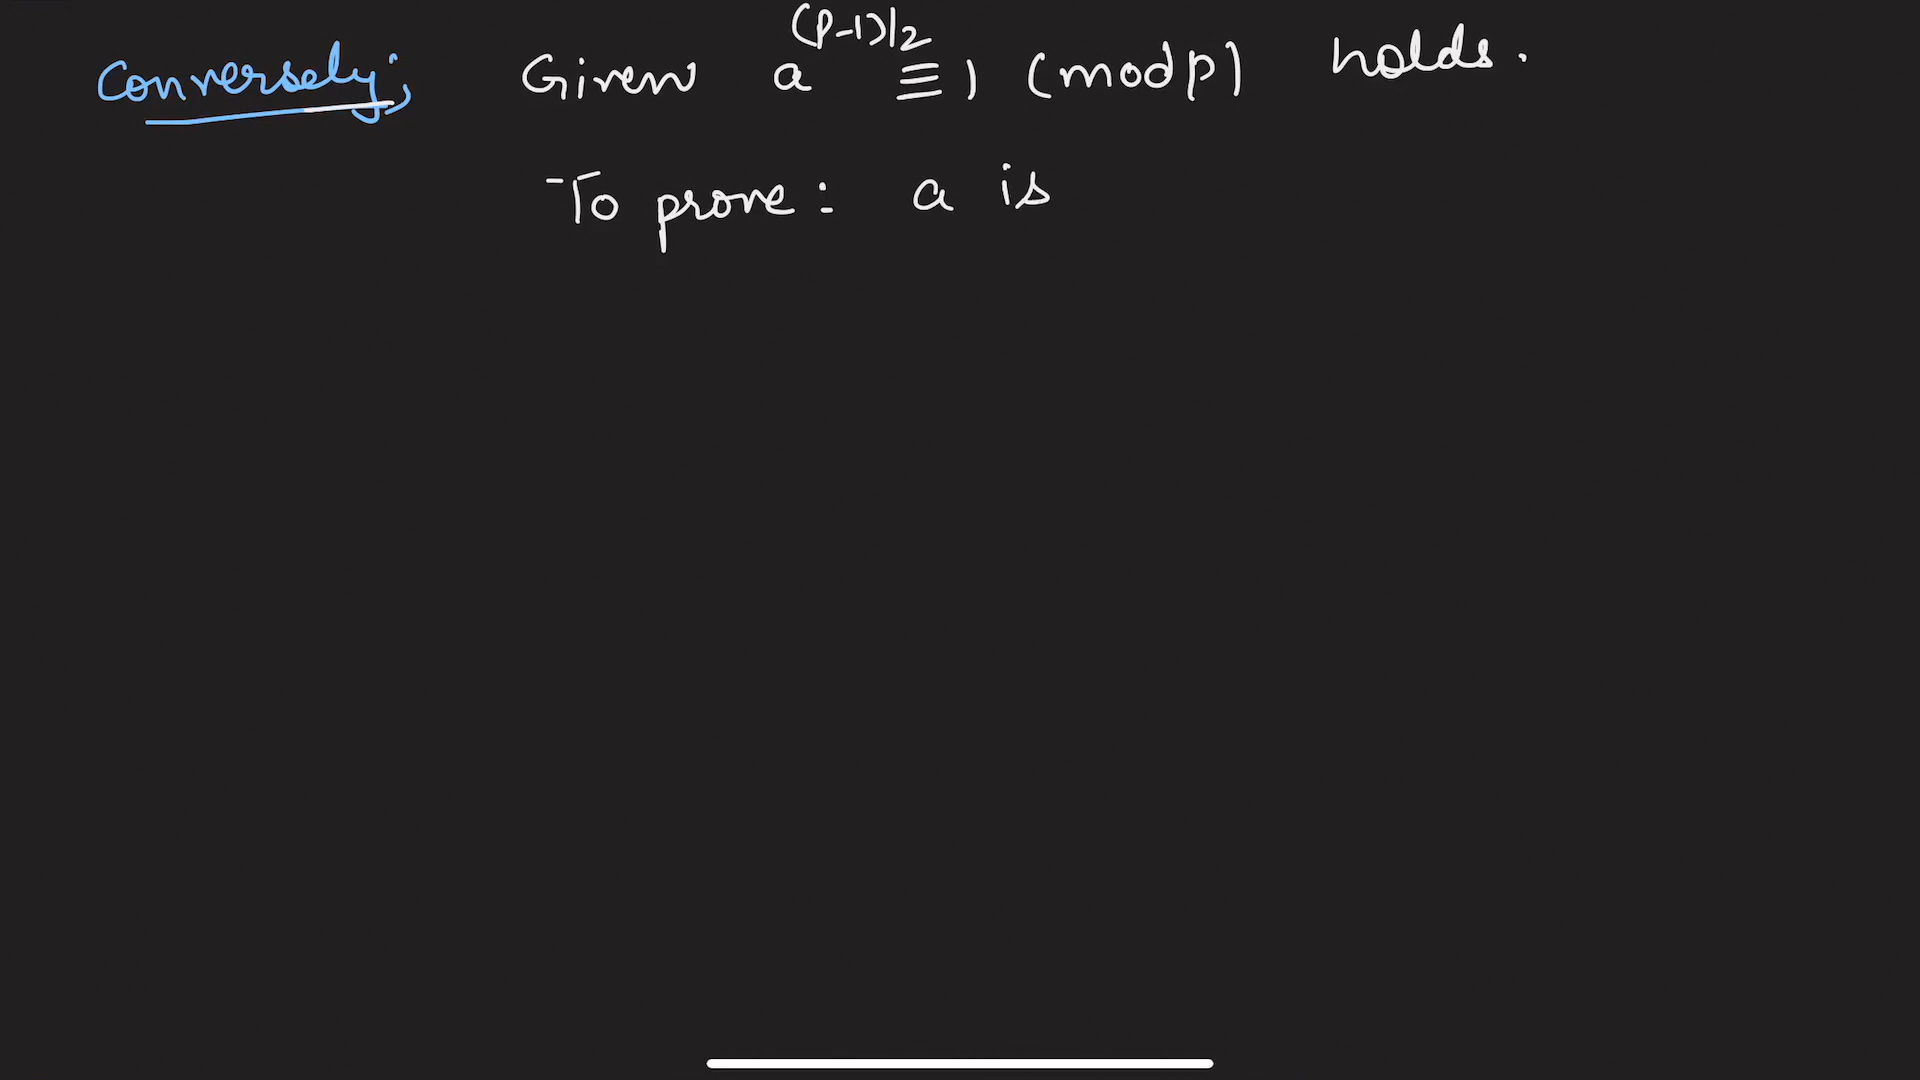 Conversely; Given a^{(p-1)/2} ≡ 1 (mod p) holds.
To prove: a is